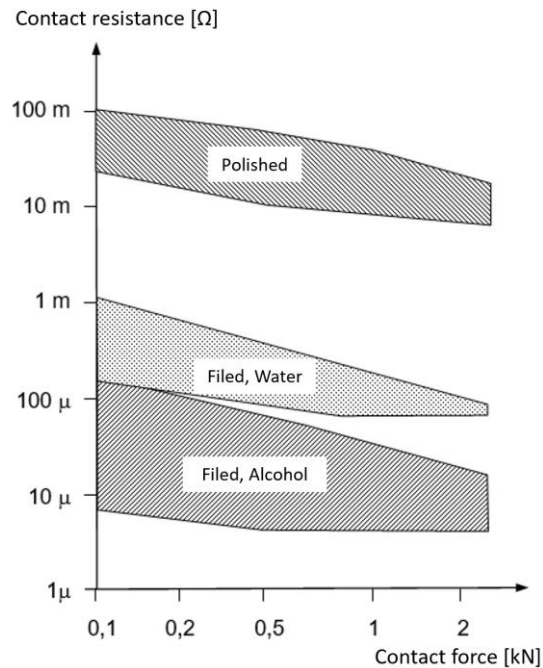 Contact resistance [Ω]
100 m
Polished
10 m
1 m
Filed, Water
100 μ
Filed, Alcohol
10 μ
1μ
0,1 0,2 0,5 1 2
Contact force [kN]